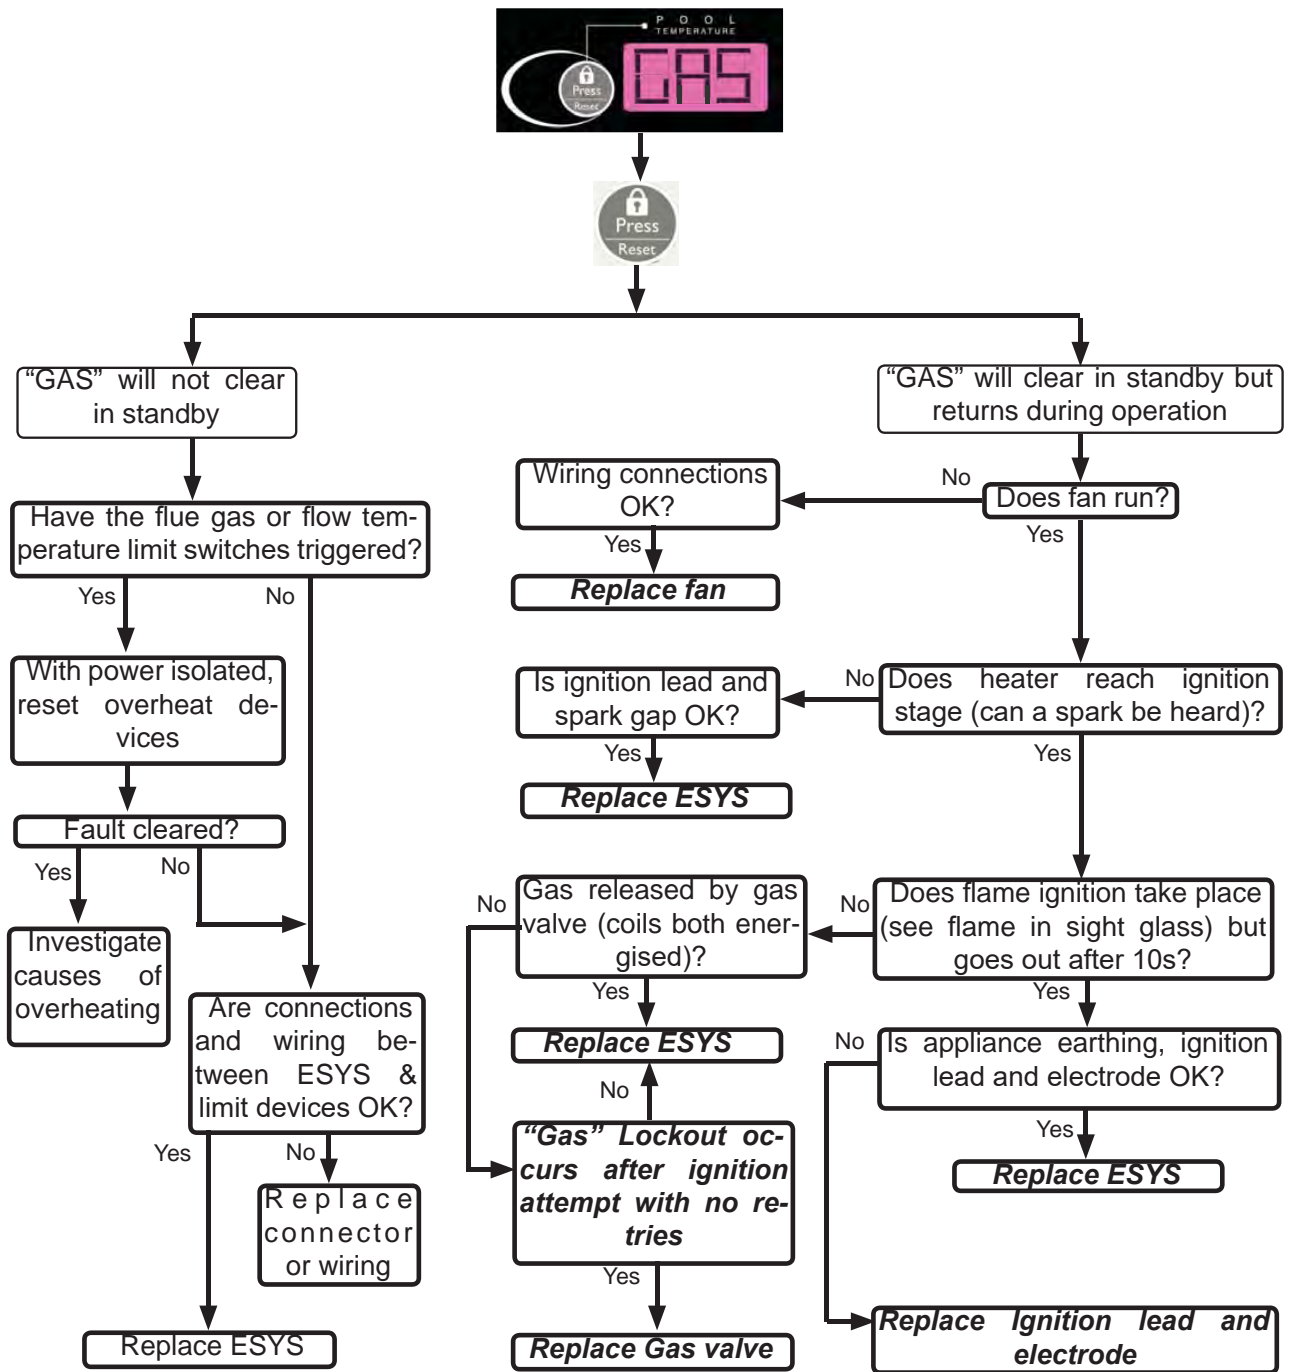 POOL
TEMPERATURE
Press
Reset
GAS
Press
Reset
“GAS” will not clear
in standby
“GAS” will clear in standby but
returns during operation
Have the flue gas or flow tem-
perature limit switches triggered?
Wiring connections
OK?
No
Does fan run?
Yes
Replace fan
Yes
Yes
No
With power isolated,
reset overheat de-
vices
Is ignition lead and
spark gap OK?
No
Does heater reach ignition
stage (can a spark be heard)?
Yes
Replace ESYS
Yes
Fault cleared?
Yes
No
Investigate
causes of
overheating
No
Gas released by gas
valve (coils both ener-
gised)?
No
Does flame ignition take place
(see flame in sight glass) but
goes out after 10s?
Yes
Replace ESYS
Yes
Are connections
and wiring be-
tween ESYS &
limit devices OK?
No
Is appliance earthing, ignition
lead and electrode OK?
No
“Gas” Lockout oc-
curs after ignition
attempt with no re-
tries
Yes
Replace ESYS
Yes
No
Replace
connector
or wiring
Yes
Replace ESYS
Replace Gas valve
Replace Ignition lead and
electrode